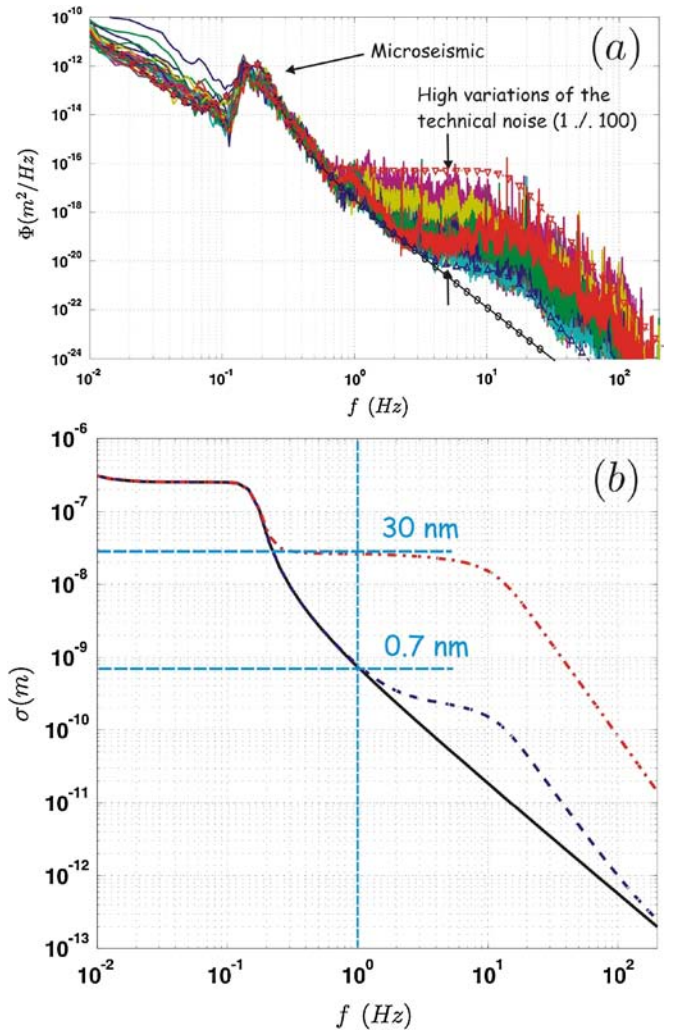 10^-10
10^-12
10^-14
10^-16
10^-18
10^-20
10^-22
10^-24
Φ(m²/Hz)
(a)
Microseismic
High variations of the
technical noise (1 ./. 100)
10^-2
10^-1
10^0
10^1
10^2
f (Hz)
10^-6
10^-7
10^-8
10^-9
10^-10
10^-11
10^-12
10^-13
σ(m)
(b)
30 nm
0.7 nm
10^-2
10^-1
10^0
10^1
10^2
f (Hz)